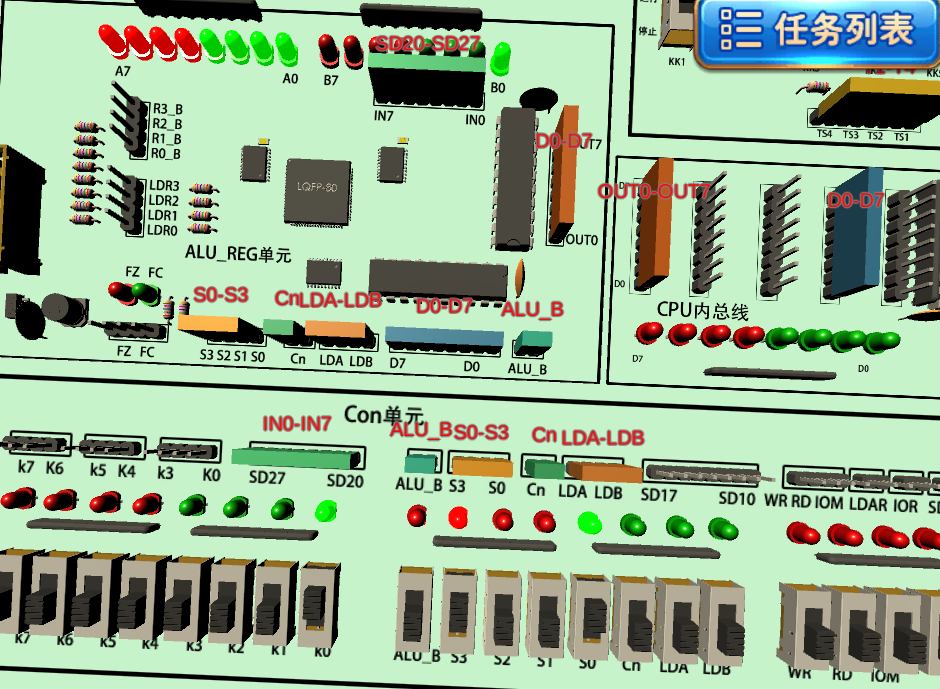 任务列表
停止
KK1
SD20-SD27
A7
A0
B7
B0
IN7
IN0
TS4 TS3 TS2 TS1
R3_B
R2_B
R1_B
R0_B
LDR3
LDR2
LDR1
LDR0
LQFP-80
D0-D7
OUT0
OUT0-OUT7
D0-D7
D0
ALU_REG单元
CPU内总线
D7
D0
FZ FC
S0-S3
Cn
LDA-LDB
D0-D7
ALU_B
FZ FC
S3 S2 S1 S0
Cn
LDA LDB
D7
D0
ALU_B
Con单元
IN0-IN7
ALU_B
S0-S3
Cn
LDA-LDB
k7 K6
k5 K4
k3 K0
SD27
SD20
ALU_B
S3
S0
Cn
LDA LDB
SD17
SD10
WR RD IOM
LDAR
IOR
k7
k6
k5
k4
k3
k2
k1
k0
ALU_B
S3
S2
S1
S0
Cn
LDA
LDB
WR
RD
IOM